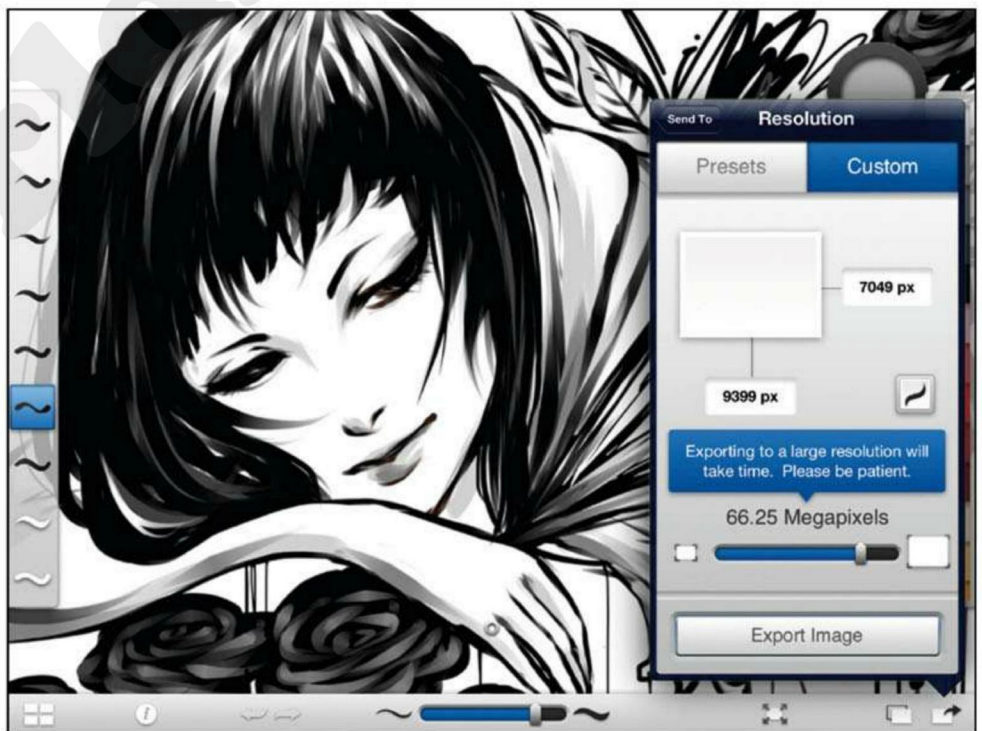 Send To Resolution
Presets Custom
7049 px
9399 px
Exporting to a large resolution will
take time. Please be patient.
66.25 Megapixels
Export Image